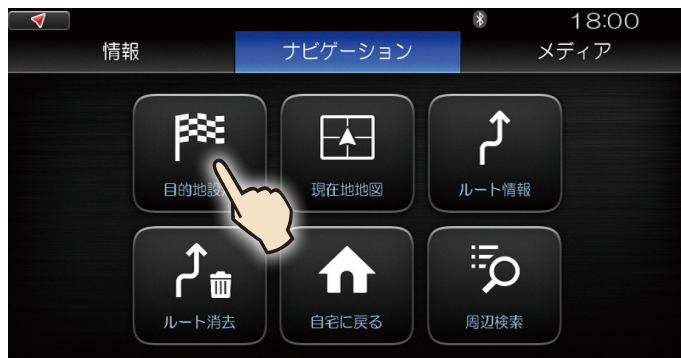 18:00
情報
ナビゲーション
メディア
目的地設
現在地地図
ルート情報
ルート消去
自宅に戻る
周辺検索